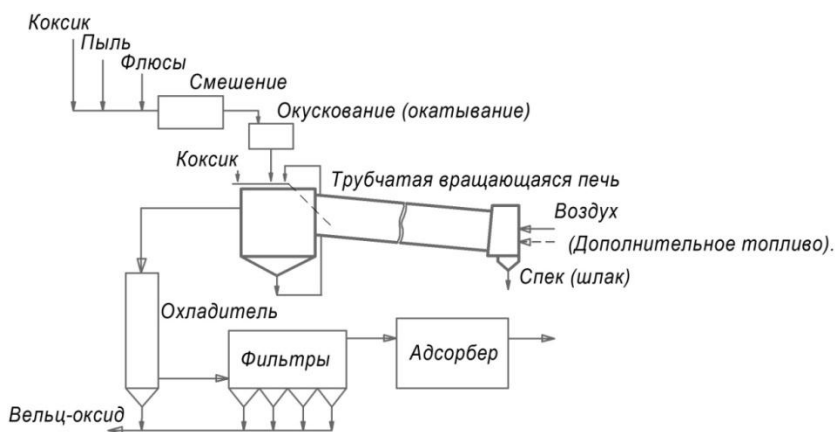 Коксик
Пыль
Флюсы
Смешение
Окускование (окатывание)
Коксик
Трубчатая вращающаяся печь
Воздух
(Дополнительное топливо).
Спек (шлак)
Охладитель
Фильтры
Адсорбер
Вельц-оксид